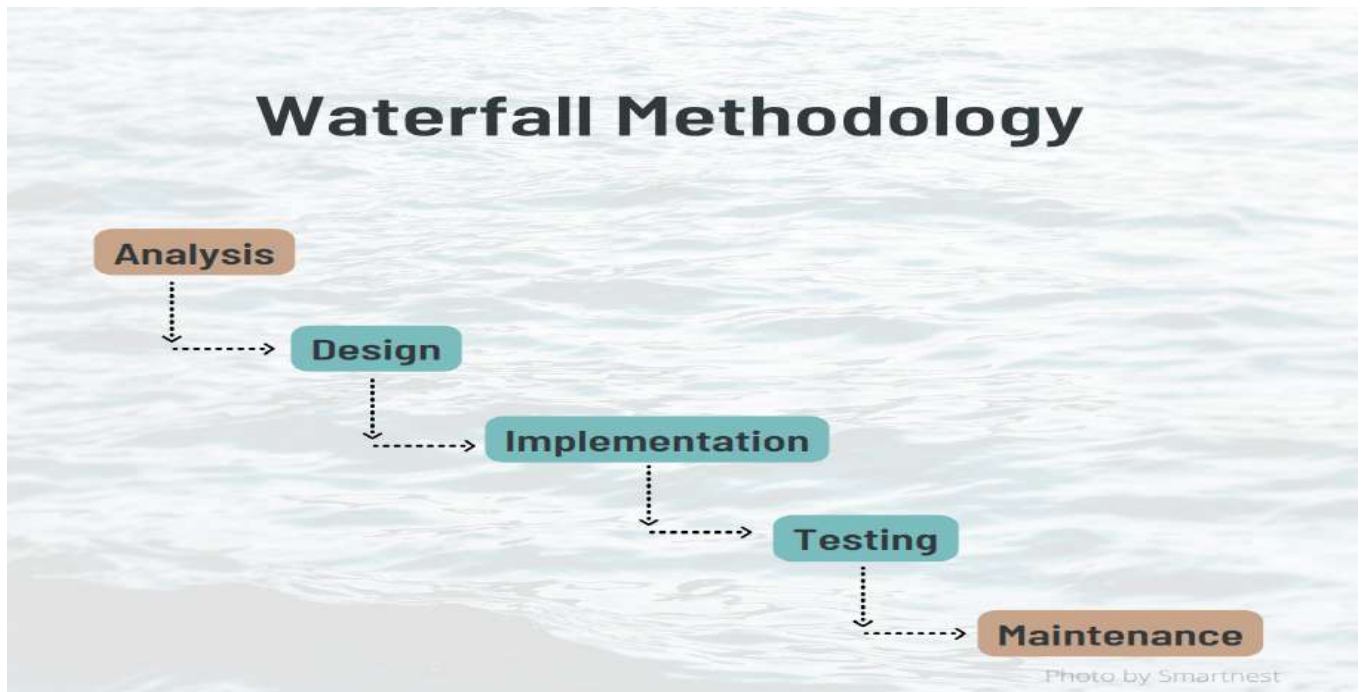 Waterfall Methodology
Analysis
Design
Implementation
Testing
Maintenance
Photo by Smartnest